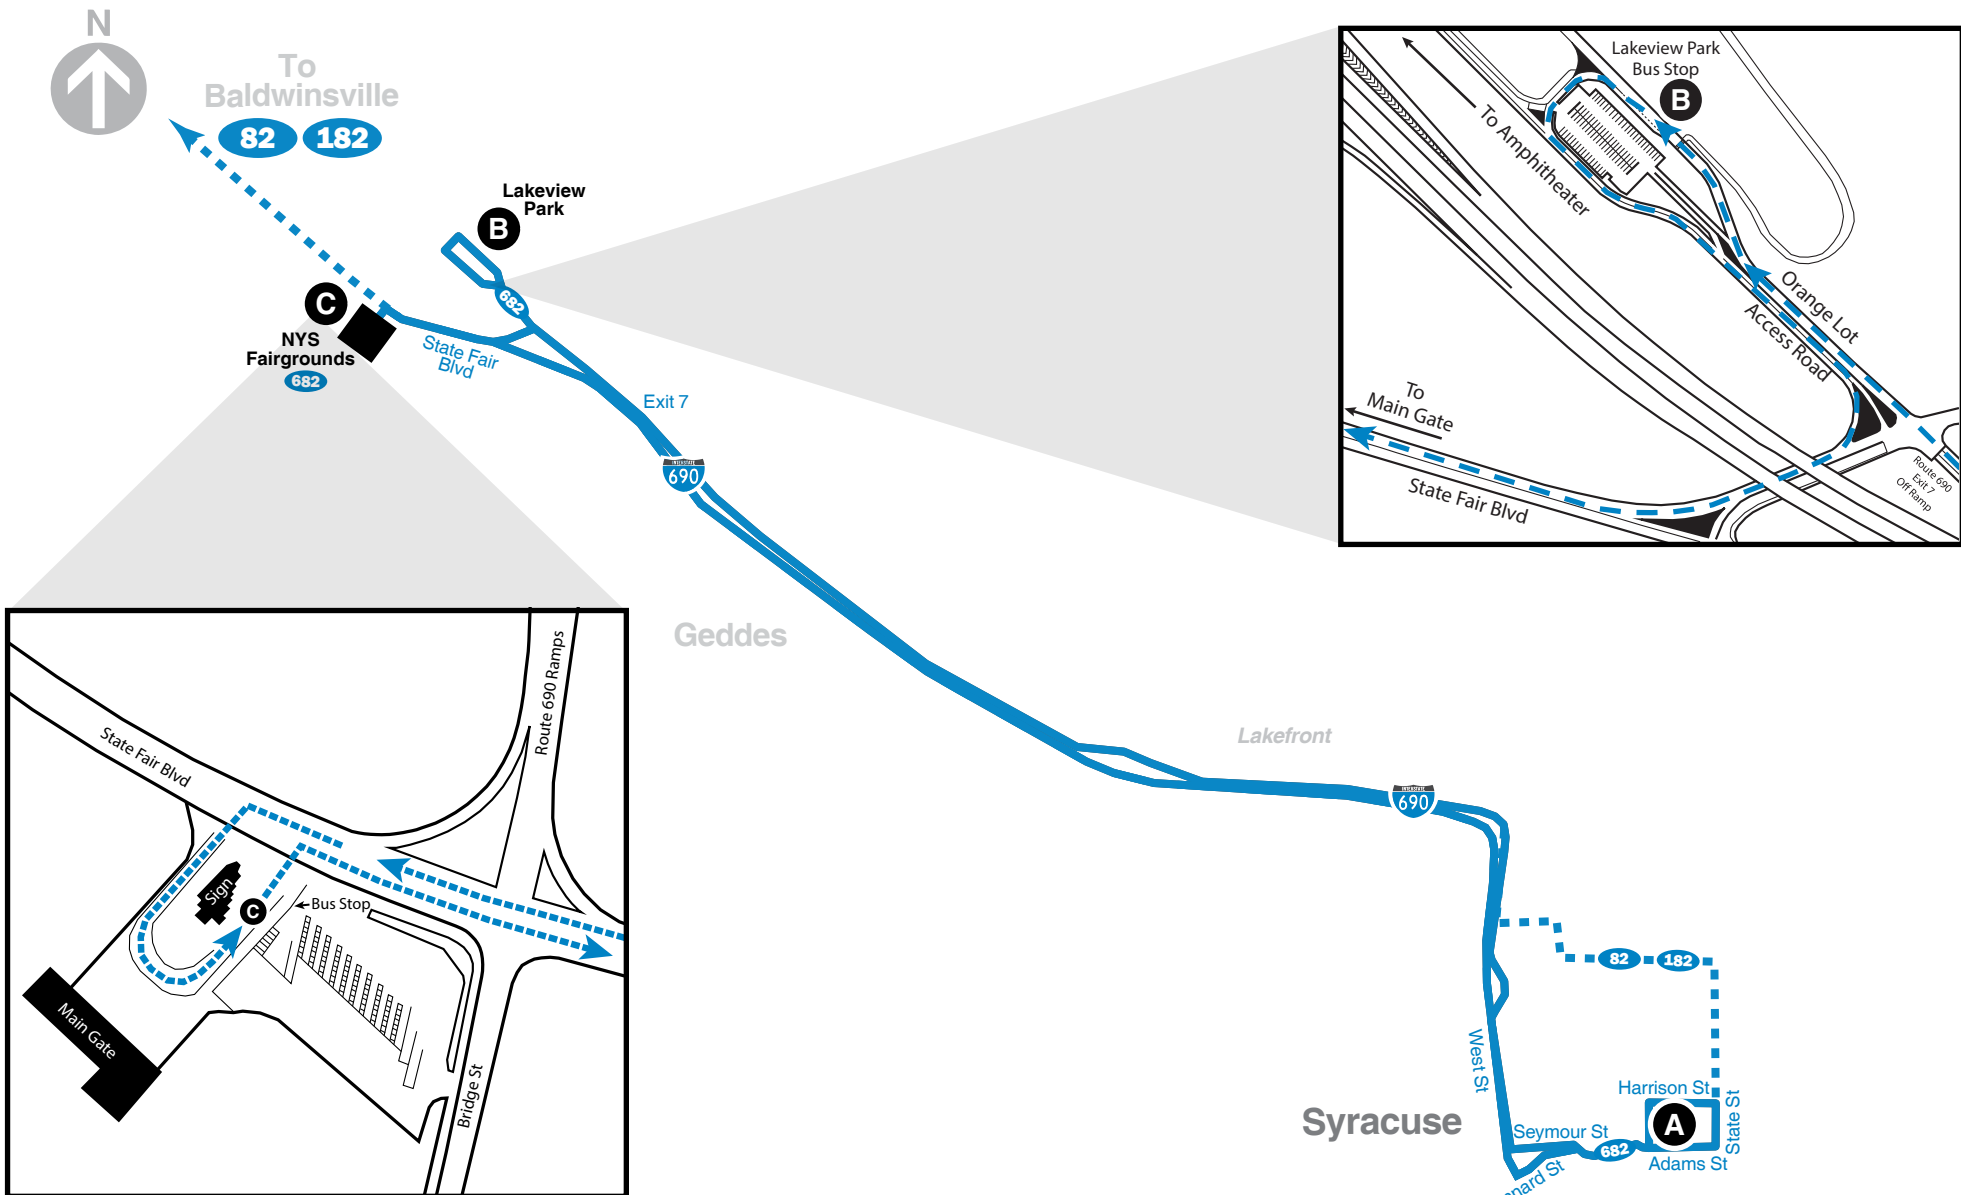 N
To
Baldwinsville
82
182
Lakeview
Park
B
682
C
NYS
Fairgrounds
682
State Fair
Blvd
Exit 7
INTERSTATE
690
Geddes
Lakefront
INTERSTATE
690
82
182
West St
Syracuse
Harrison St
A
State St
Seymour St
682
Adams St
Lakeview Park
Bus Stop
B
To Amphitheater
Orange Lot
Access Road
To
Main Gate
State Fair Blvd
Route 690
Exit 7
Off Ramp
State Fair Blvd
Route 690 Ramps
Sign
C
Bus Stop
Main Gate
Bridge St